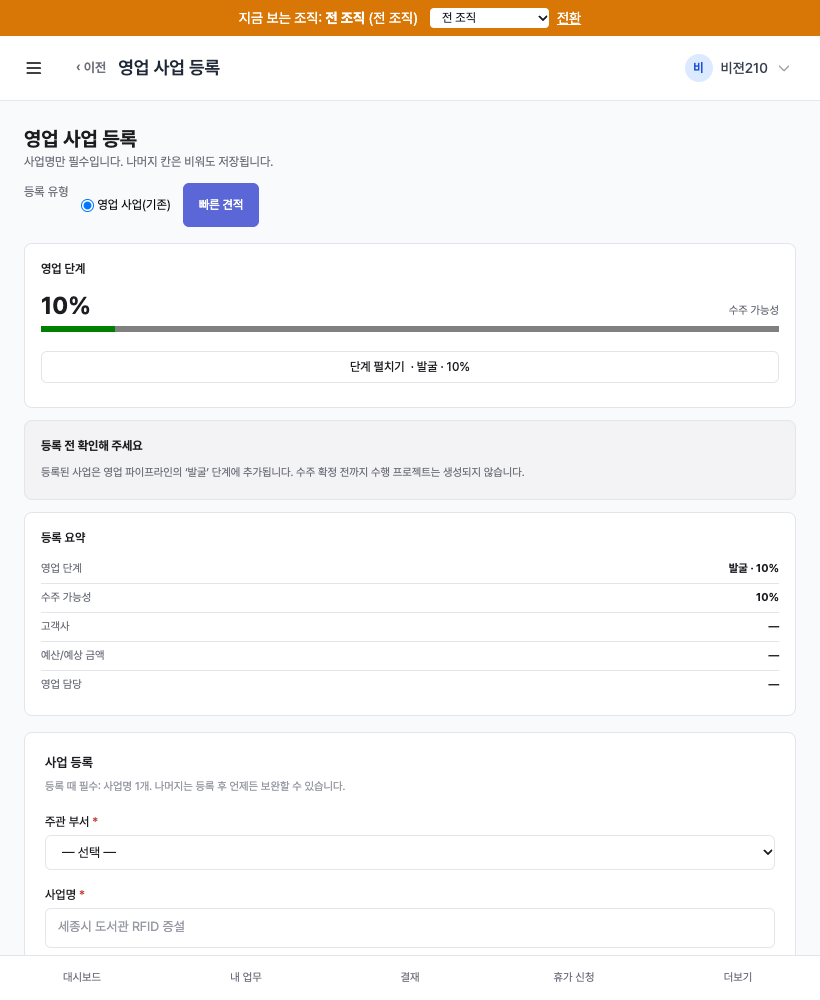 지금 보는 조직: 전 조직 (전 조직) 전 조직 전환
‹ 이전 영업 사업 등록 비 비젼210
영업 사업 등록
사업명만 필수입니다. 나머지 칸은 비워도 저장됩니다.
등록 유형 영업 사업(기존) 빠른 견적
영업 단계
10% 수주 가능성
단계 펼치기 · 발굴 · 10%
등록 전 확인해 주세요
등록된 사업은 영업 파이프라인의 ‘발굴’ 단계에 추가됩니다. 수주 확정 전까지 수행 프로젝트는 생성되지 않습니다.
등록 요약
영업 단계 발굴 · 10%
수주 가능성 10%
고객사 —
예산/예상 금액 —
영업 담당 —
사업 등록
등록 때 필수: 사업명 1개. 나머지는 등록 후 언제든 보완할 수 있습니다.
주관 부서 *
— 선택 —
사업명 *
세종시 도서관 RFID 증설
대시보드 내 업무 결재 휴가 신청 더보기